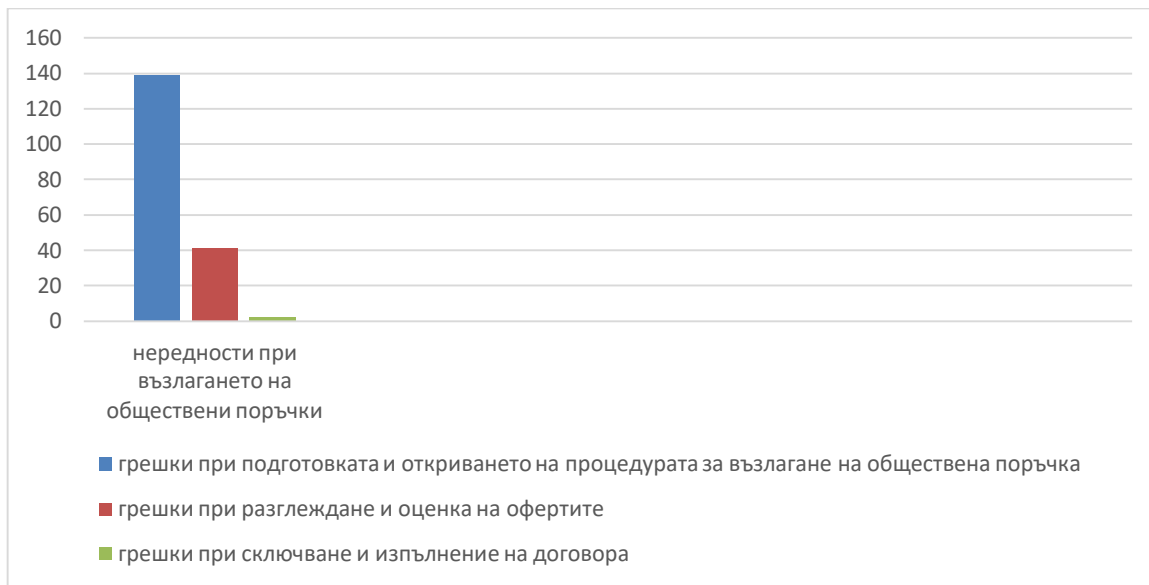 160
140
120
100
80
60
40
20
0
нередности при
възлагането на
обществени поръчки
грешки при подготовката и откриването на процедурата за възлагане на обществена поръчка
грешки при разглеждане и оценка на офертите
грешки при сключване и изпълнение на договора